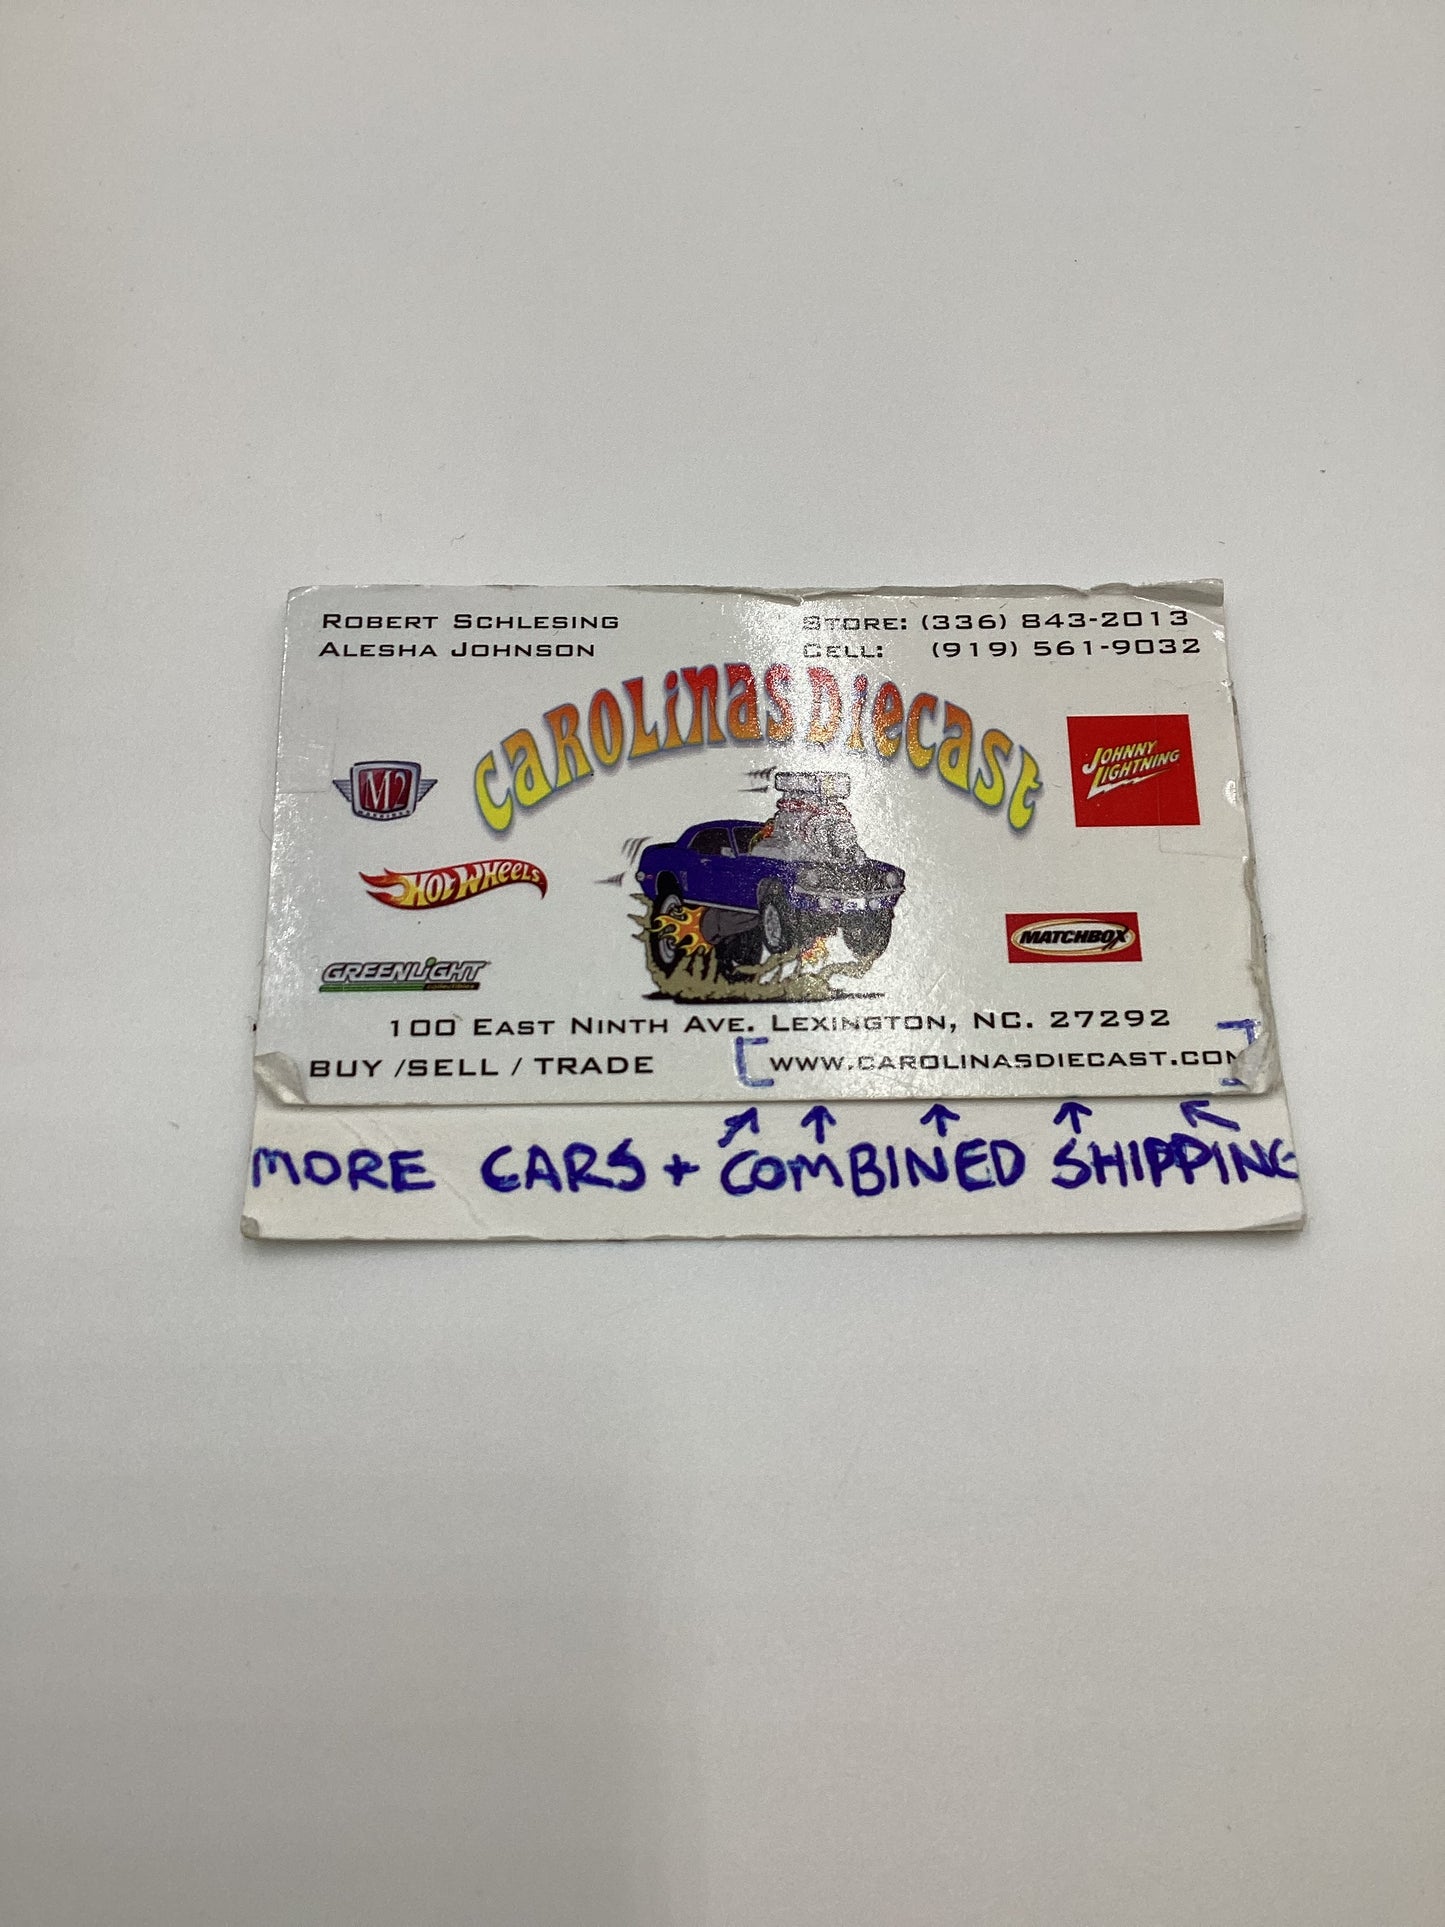 ROBERT SCHLESING
ALESHA JOHNSON
STORE: (336) 843-2013
CELL: (919) 561-9032
CAROLINAS DIECAST
M2
MACHINES
JOHNNY
LIGHTNING
HOT WHEELS
MATCHBOX
GREENLIGHT
collectibles
100 EAST NINTH AVE. LEXINGTON, NC. 27292
BUY /SELL / TRADE
[WWW.CAROLINASDIECAST.COM]
MORE CARS + COMBINED SHIPPING